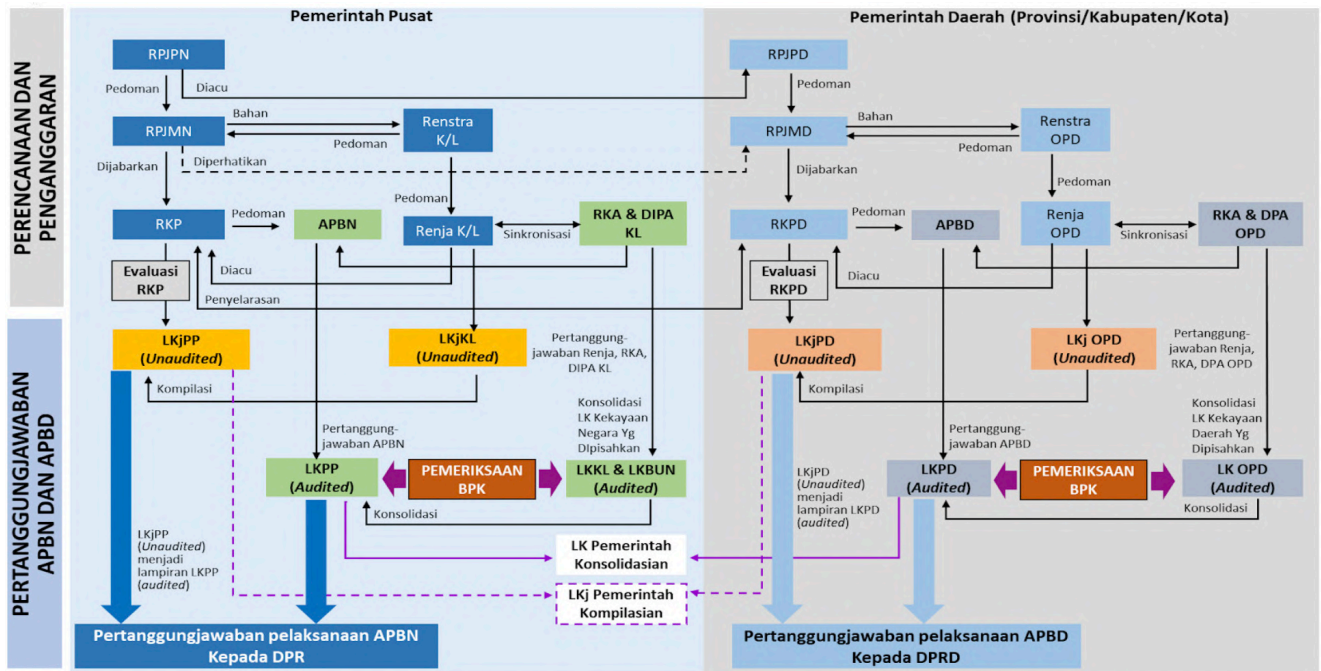 Pemerintah Pusat
Pemerintah Daerah (Provinsi/Kabupaten/Kota)
PERENCANAAN DAN
PENGANGGARAN
RPJPN
RPJPD
Pedoman
Diacu
Pedoman
RPJMN
Bahan
Pedoman
Renstra
K/L
RPJMD
Bahan
Pedoman
Renstra
OPD
Dijabarkan
Diperhatikan
Dijabarkan
Pedoman
Pedoman
RKP
Pedoman
APBN
Renja K/L
Sinkronisasi
RKA & DIPA
KL
RKPD
Pedoman
APBD
Renja
OPD
Sinkronisasi
RKA & DPA
OPD
Evaluasi
RKP
Diacu
Penyelarasan
Evaluasi
RKPD
Diacu
PERTANGGUNGJAWABAN
APBN DAN APBD
LKjPP
(Unaudited)
LKjKL
(Unaudited)
Pertanggung-
jawaban Renja, RKA,
DIPA KL
LKjPD
(Unaudited)
LKj OPD
(Unaudited)
Pertanggung-
jawaban Renja,
RKA, DPA OPD
Kompilasi
Kompilasi
Konsolidasi
LK Kekayaan
Negara Yg
DIpisahkan
Konsolidasi
LK Kekayaan
Daerah Yg
Dipisahkan
Pertanggung-
jawaban APBN
Pertanggung-
jawaban APBD
LKPP
(Audited)
PEMERIKSAAN
BPK
LKKL & LKBUN
(Audited)
LKjPD
(Unaudited)
menjadi
lampiran LKPD
(audited)
LKPD
(Audited)
PEMERIKSAAN
BPK
LK OPD
(Audited)
Konsolidasi
Konsolidasi
LKjPP
(Unaudited)
menjadi
lampiran LKPP
(audited)
LK Pemerintah
Konsolidasian
LKj Pemerintah
Kompilasian
Pertanggungjawaban pelaksanaan APBN
Kepada DPR
Pertanggungjawaban pelaksanaan APBD
Kepada DPRD